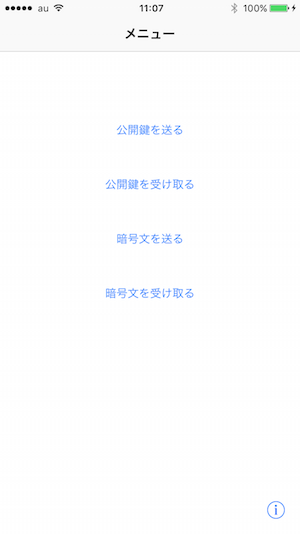 au 11:07 100%
メニュー
公開鍵を送る
公開鍵を受け取る
暗号文を送る
暗号文を受け取る